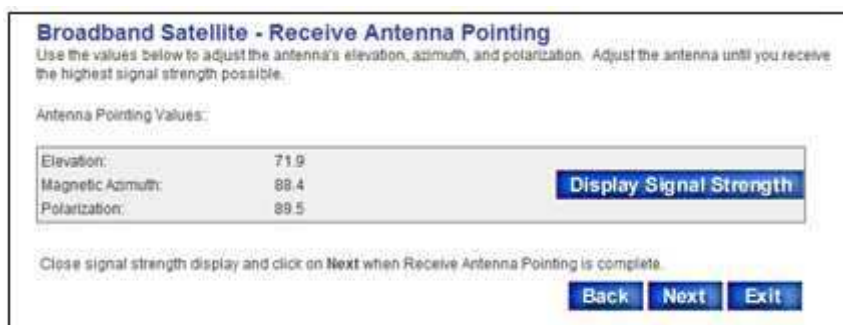 Broadband Satellite - Receive Antenna Pointing
Use the values below to adjust the antenna's elevation, azimuth, and polarization. Adjust the antenna until you receive
the highest signal strength possible.
Antenna Pointing Values:
Elevation: 71.9
Magnetic Azimuth: 88.4
Display Signal Strength
Polarization: 89.5
Close signal strength display and click on Next when Receive Antenna Pointing is complete.
Back Next Exit